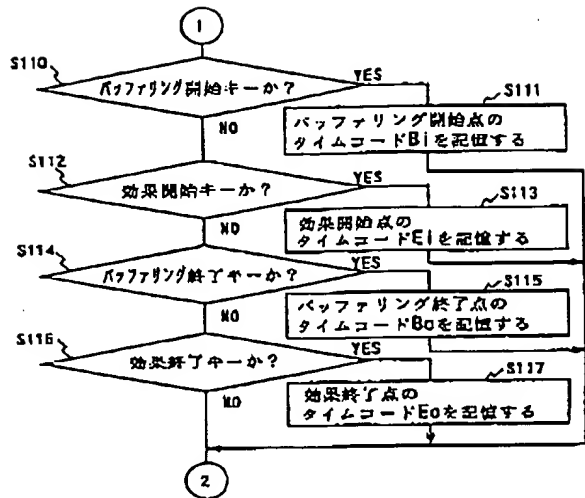 1
S110
バッファリング開始キーか?
YES
S111
バッファリング開始点の
タイムコードBiを記憶する
NO
S112
効果開始キーか?
YES
S113
効果開始点の
タイムコードEiを記憶する
NO
S114
バッファリング終了キーか?
YES
S115
バッファリング終了点の
タイムコードBoを記憶する
NO
S116
効果終了キーか?
YES
S117
効果終了点の
タイムコードEoを記憶する
NO
2